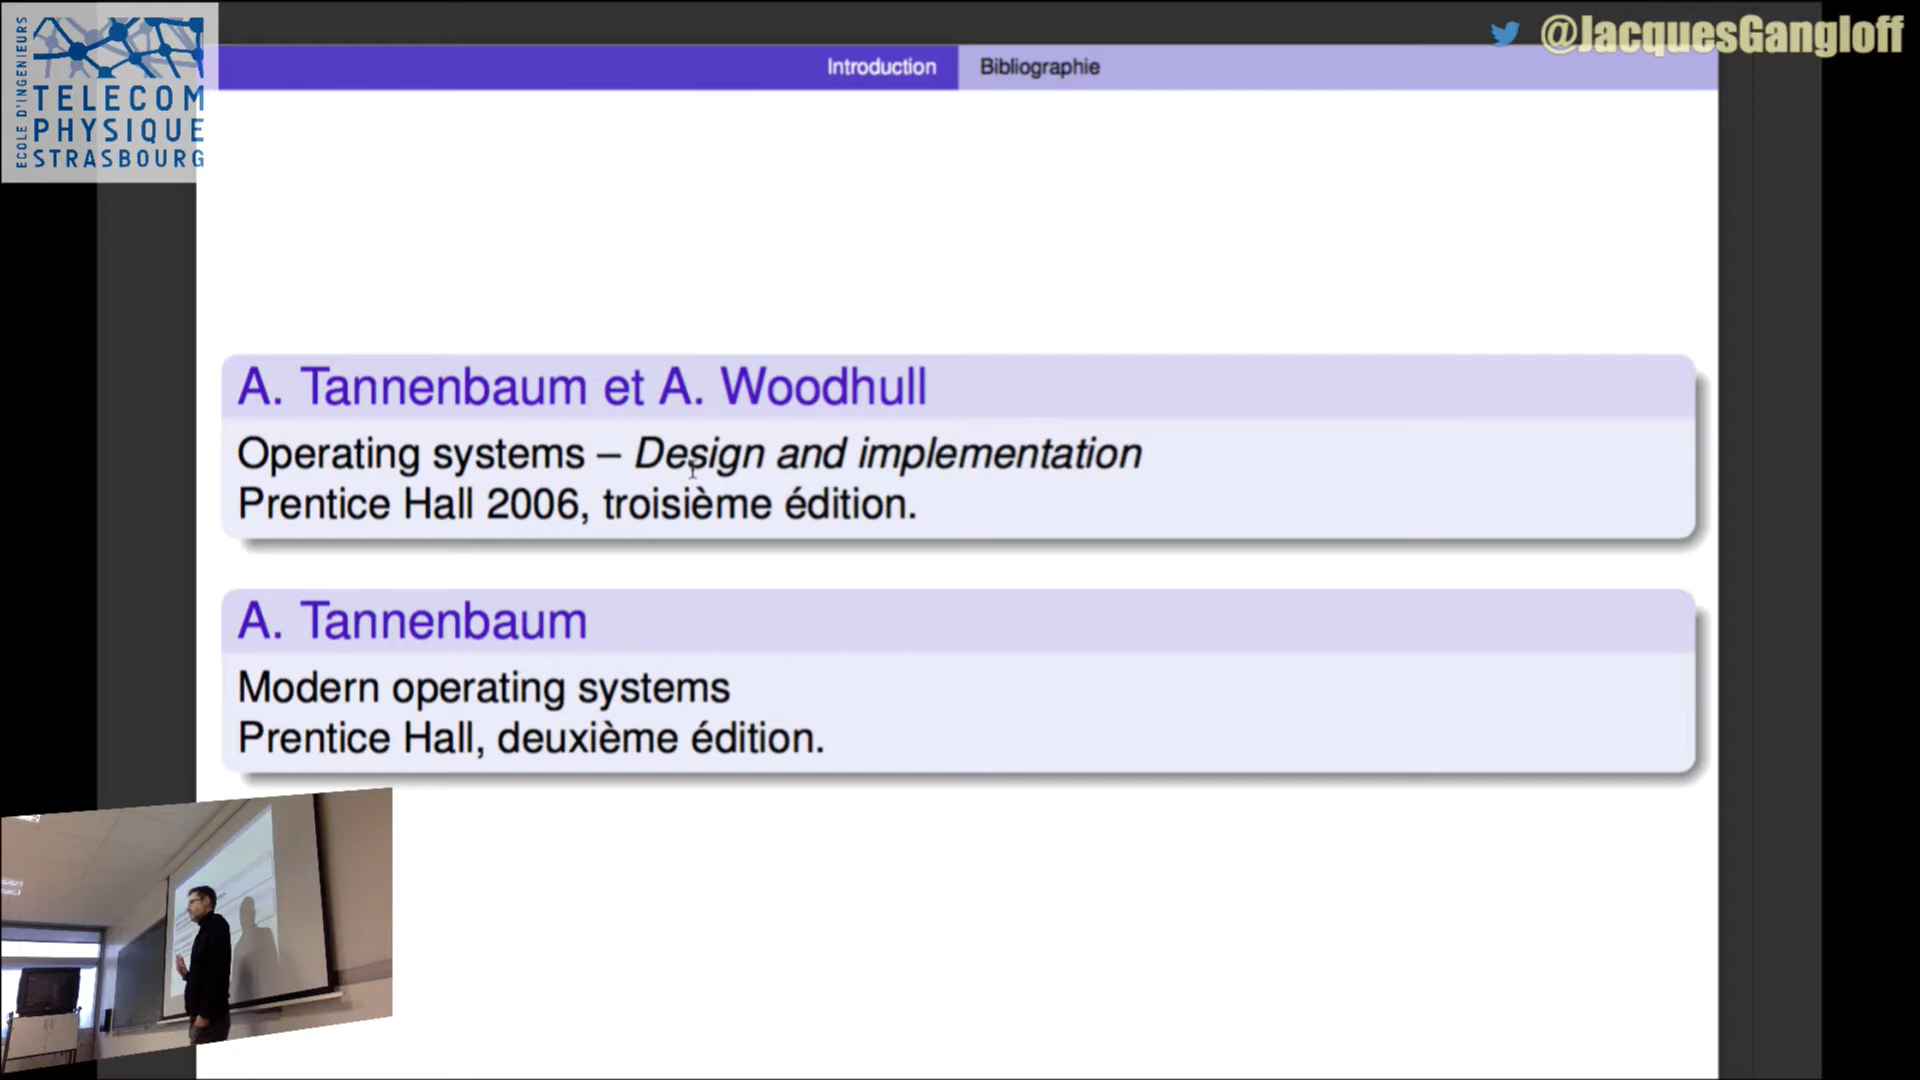 ECOLE D'INGENIEURS
TELECOM
PHYSIQUE
STRASBOURG
@JacquesGangloff
Introduction
Bibliographie
A. Tannenbaum et A. Woodhull
Operating systems – Design and implementation
Prentice Hall 2006, troisième édition.
A. Tannenbaum
Modern operating systems
Prentice Hall, deuxième édition.